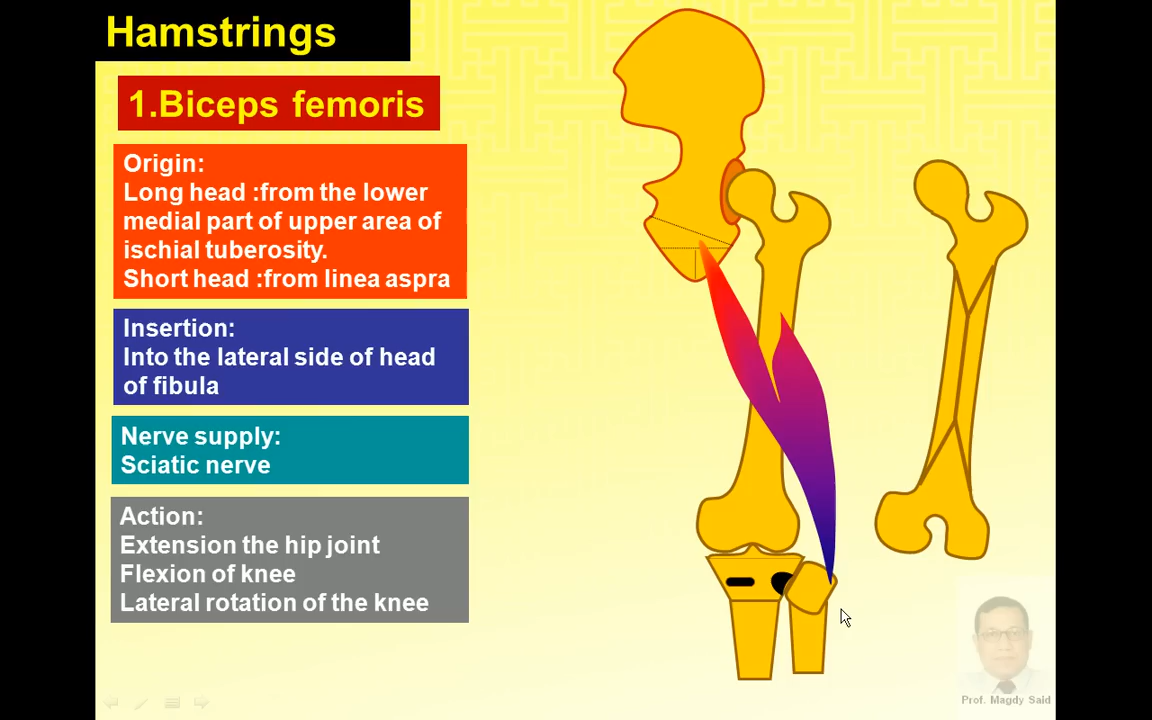 Hamstrings
1.Biceps femoris
Origin:
Long head :from the lower
medial part of upper area of
ischial tuberosity.
Short head :from linea aspra
Insertion:
Into the lateral side of head
of fibula
Nerve supply:
Sciatic nerve
Action:
Extension the hip joint
Flexion of knee
Lateral rotation of the knee
Prof. Magdy Said